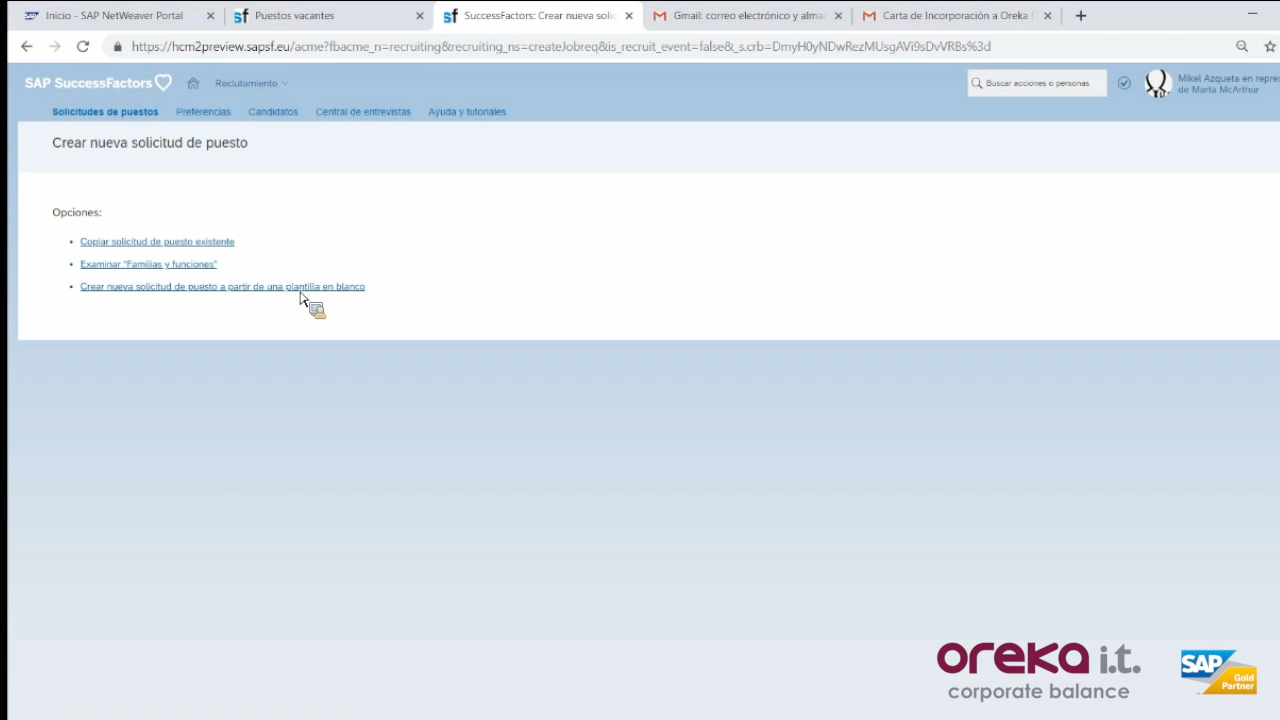 Inicio - SAP NetWeaver Portal
Puestos vacantes
SuccessFactors: Crear nueva solic
Gmail: correo electrónico y alma
Carta de Incorporación a Oreka
https://hcm2preview.sapsf.eu/acme?fbacme_n=recruiting&recruiting_ns=createJobreq&is_recruit_event=false&_s.crb=DmyH0yNDwRezMUsgAVi9sDvVRBs%3d
SAP SuccessFactors
Reclutamiento
Buscar acciones o personas
Mikel Azqueta en repres
de Marta McArthur
Solicitudes de puestos Preferencias Candidatos Central de entrevistas Ayuda y tutoriales
Crear nueva solicitud de puesto
Opciones:
• Copiar solicitud de puesto existente
• Examinar "Familias y funciones"
• Crear nueva solicitud de puesto a partir de una plantilla en blanco
oreka i.t.
corporate balance
SAP
Gold
Partner